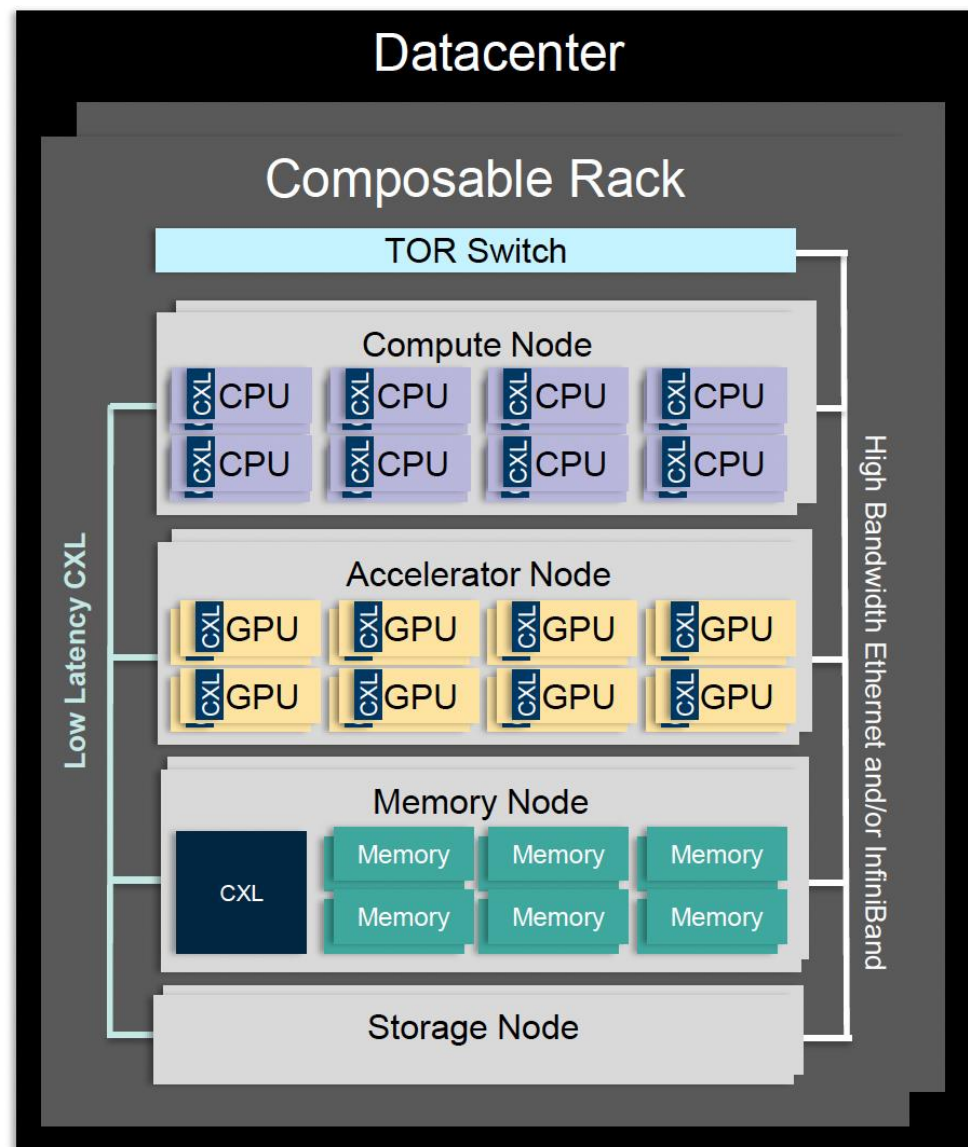 Datacenter
Composable Rack
TOR Switch
Compute Node
CXL CPU CXL CPU CXL CPU CXL CPU
CXL CPU CXL CPU CXL CPU CXL CPU
Accelerator Node
CXL GPU CXL GPU CXL GPU CXL GPU
CXL GPU CXL GPU CXL GPU CXL GPU
Memory Node
CXL
Memory Memory Memory
Memory Memory Memory
Storage Node
Low Latency CXL
High Bandwidth Ethernet and/or InfiniBand